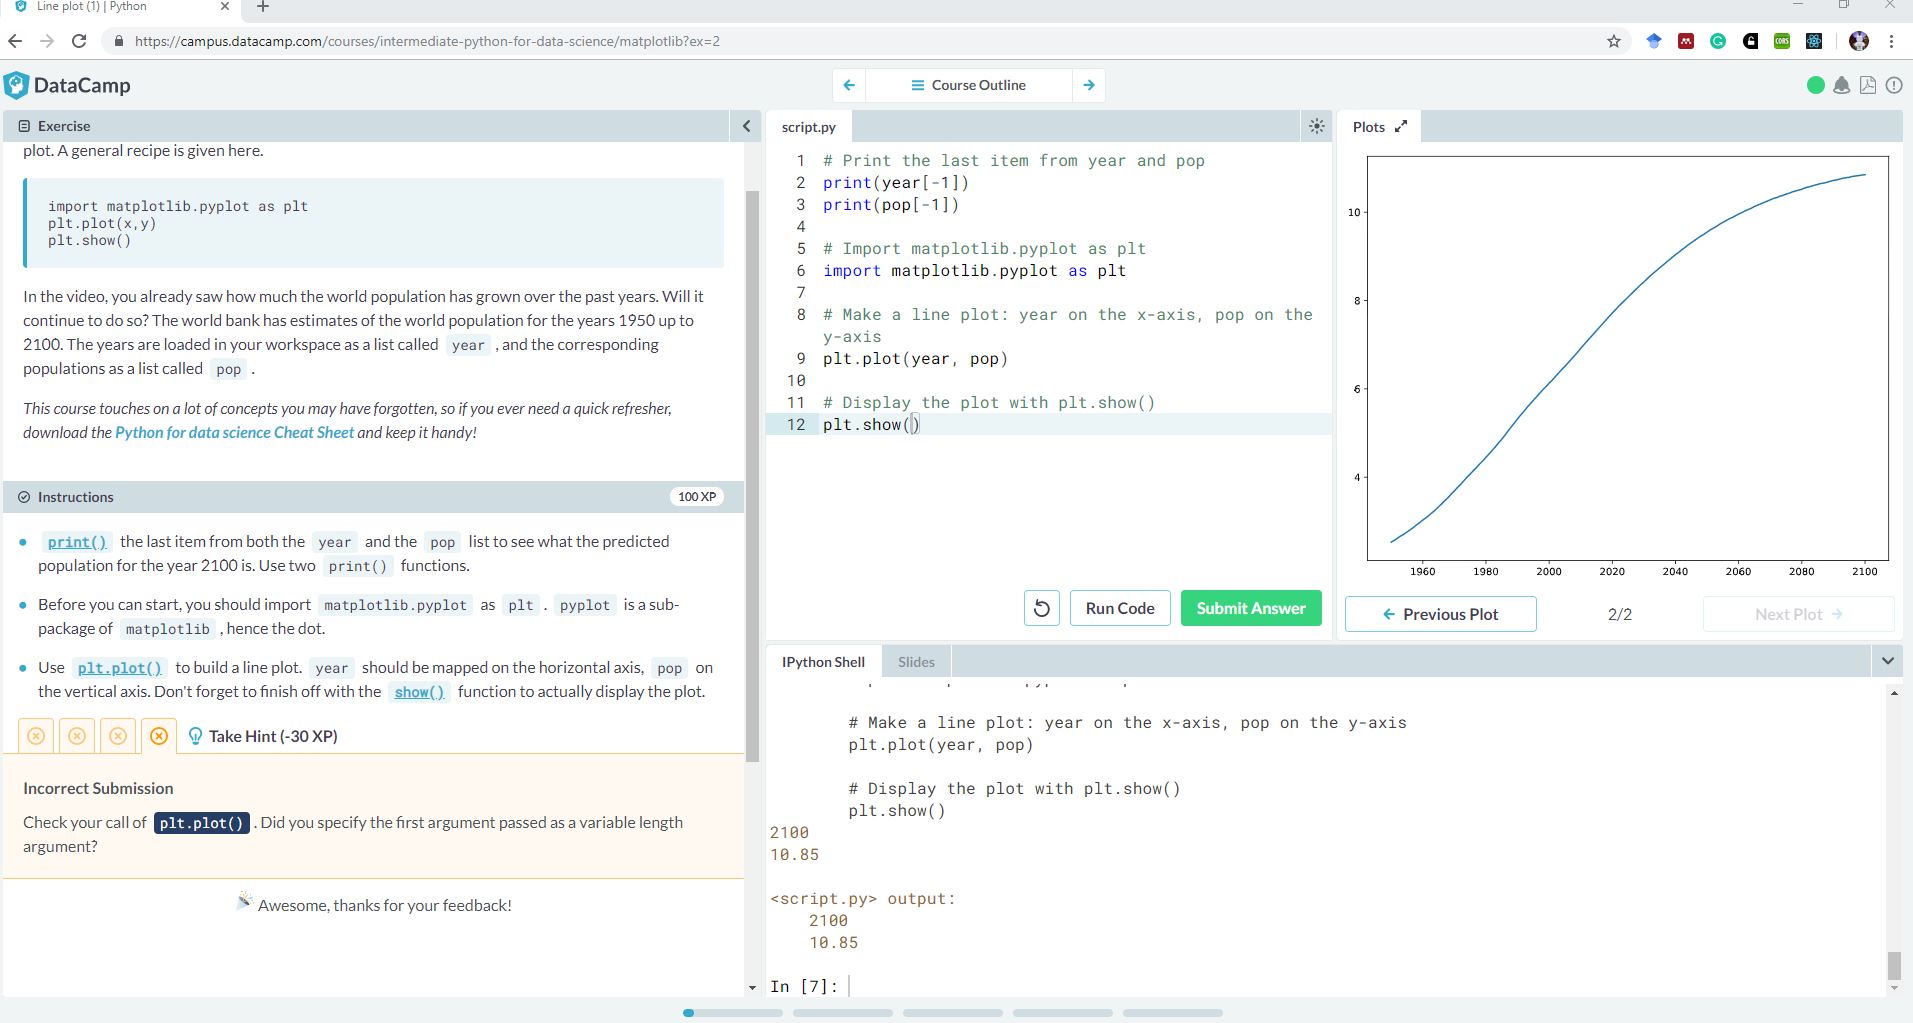 Line plot (1) | Python
https://campus.datacamp.com/courses/intermediate-python-for-data-science/matplotlib?ex=2
CORS
DataCamp
Course Outline
Exercise
plot. A general recipe is given here.
import matplotlib.pyplot as plt
plt.plot(x,y)
plt.show()
In the video, you already saw how much the world population has grown over the past years. Will it
continue to do so? The world bank has estimates of the world population for the years 1950 up to
2100. The years are loaded in your workspace as a list called year , and the corresponding
populations as a list called pop .
This course touches on a lot of concepts you may have forgotten, so if you ever need a quick refresher,
download the Python for data science Cheat Sheet and keep it handy!
Instructions
100 XP
print() the last item from both the year and the pop list to see what the predicted
population for the year 2100 is. Use two print() functions.
Before you can start, you should import matplotlib.pyplot as plt . pyplot is a sub-
package of matplotlib , hence the dot.
Use plt.plot() to build a line plot. year should be mapped on the horizontal axis, pop on
the vertical axis. Don't forget to finish off with the show() function to actually display the plot.
Take Hint (-30 XP)
Incorrect Submission
Check your call of plt.plot() . Did you specify the first argument passed as a variable length
argument?
Awesome, thanks for your feedback!
script.py
1 # Print the last item from year and pop
2 print(year[-1])
3 print(pop[-1])
4
5 # Import matplotlib.pyplot as plt
6 import matplotlib.pyplot as plt
7
8 # Make a line plot: year on the x-axis, pop on the
y-axis
9 plt.plot(year, pop)
10
11 # Display the plot with plt.show()
12 plt.show()
Run Code
Submit Answer
Plots
10
8
6
4
1960 1980 2000 2020 2040 2060 2080 2100
Previous Plot
2/2
Next Plot
IPython Shell
Slides
# Make a line plot: year on the x-axis, pop on the y-axis
plt.plot(year, pop)
# Display the plot with plt.show()
plt.show()
2100
10.85
<script.py> output:
2100
10.85
In [7]: